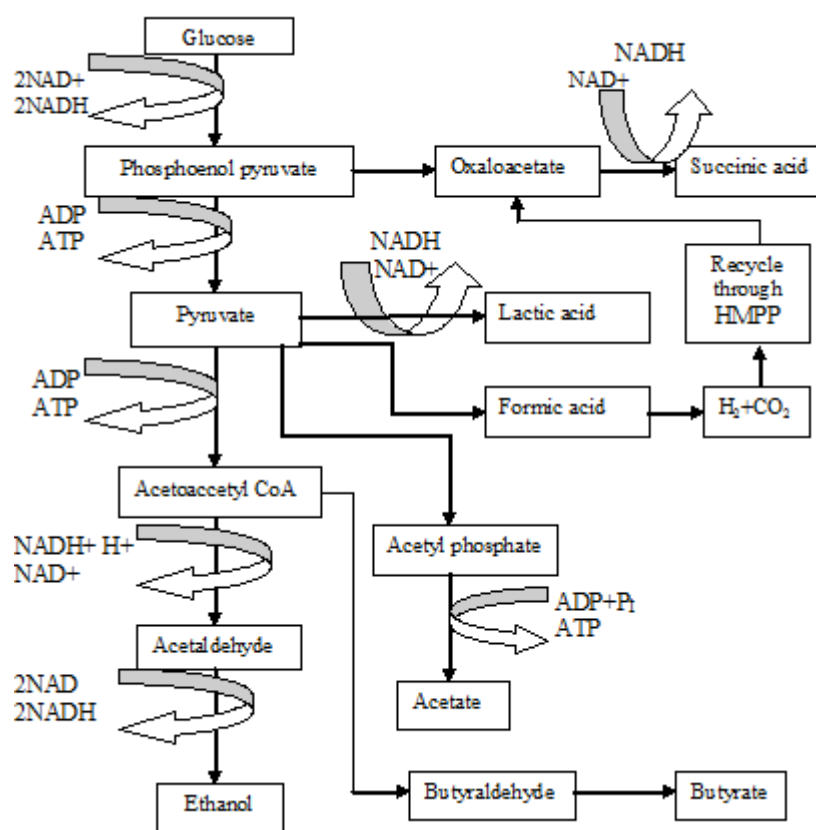 Glucose
2NAD+
2NADH
NADH
NAD+
Phosphoenol pyruvate
Oxaloacetate
Succinic acid
ADP
ATP
NADH
NAD+
Recycle
through
HMPP
Pyruvate
Lactic acid
ADP
ATP
Formic acid
H₂+CO₂
Acetoaccetyl CoA
NADH+ H+
NAD+
Acetyl phosphate
ADP+P₁
ATP
Acetaldehyde
2NAD
2NADH
Acetate
Ethanol
Butyraldehyde
Butyrate